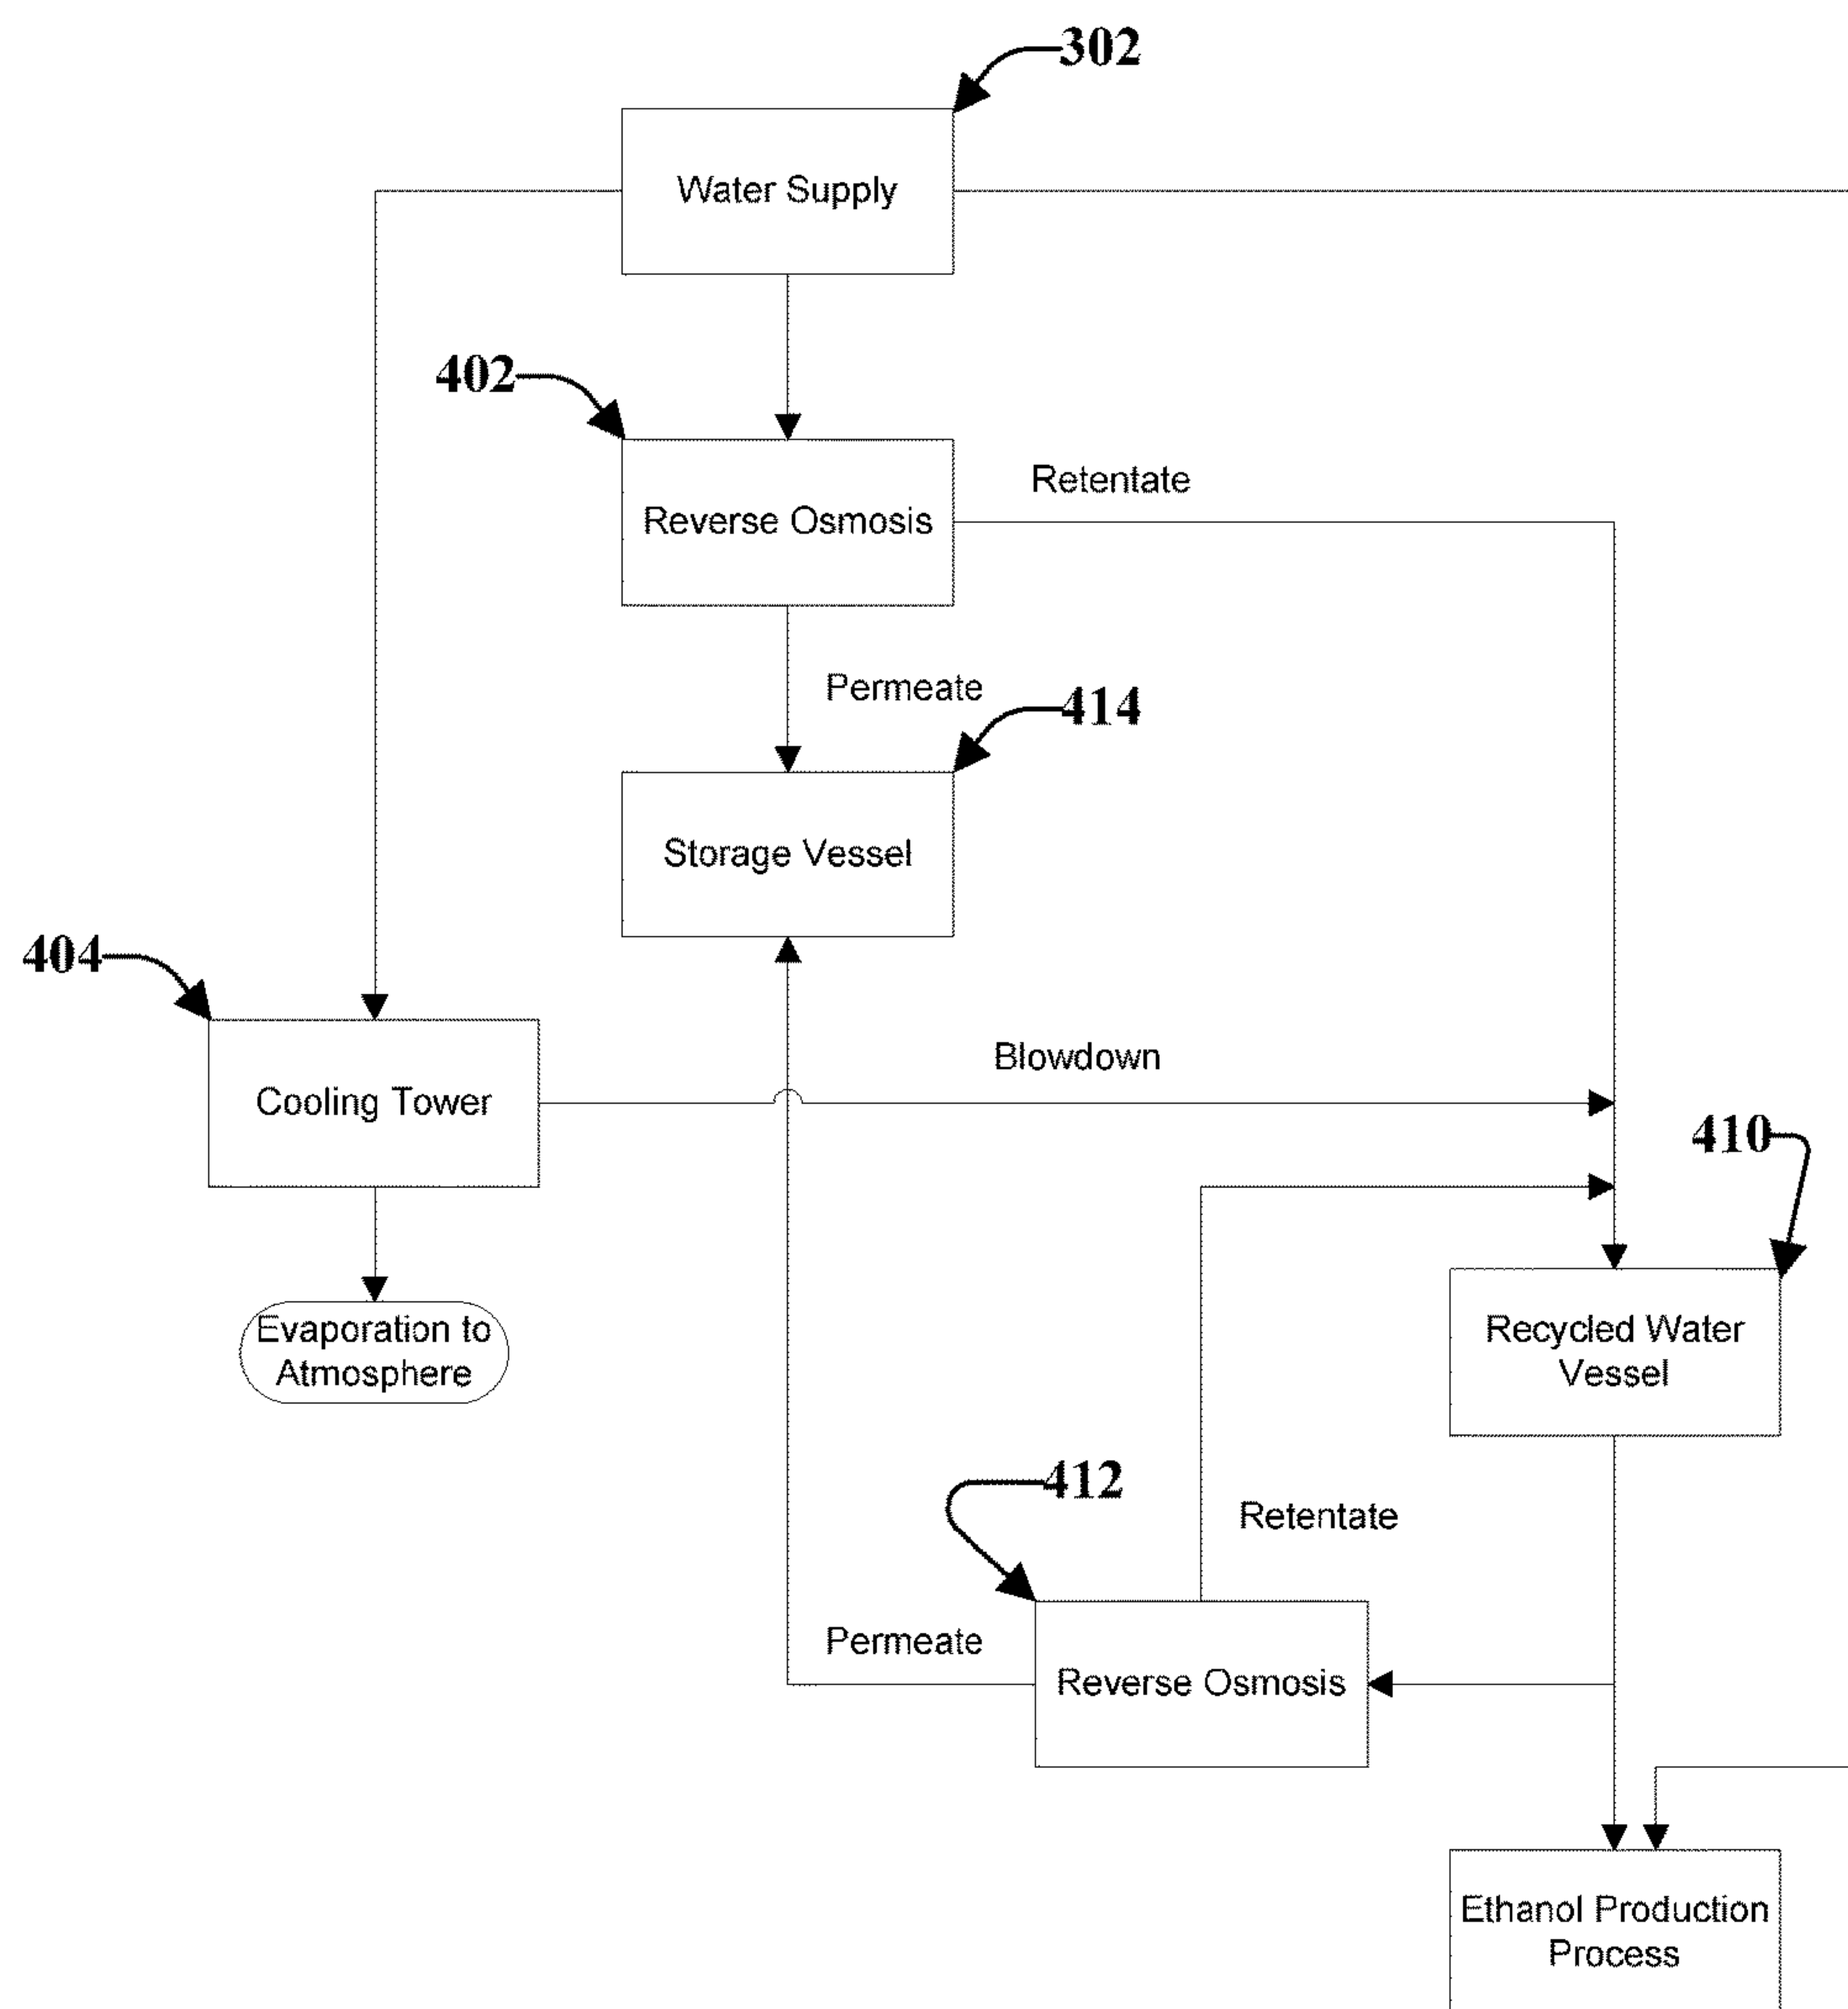 302
Water Supply
402
Retentate
Reverse Osmosis
Permeate
414
Storage Vessel
404
Blowdown
Cooling Tower
410
Evaporation to
Atmosphere
Recycled Water
Vessel
412
Retentate
Permeate
Reverse Osmosis
Ethanol Production
Process